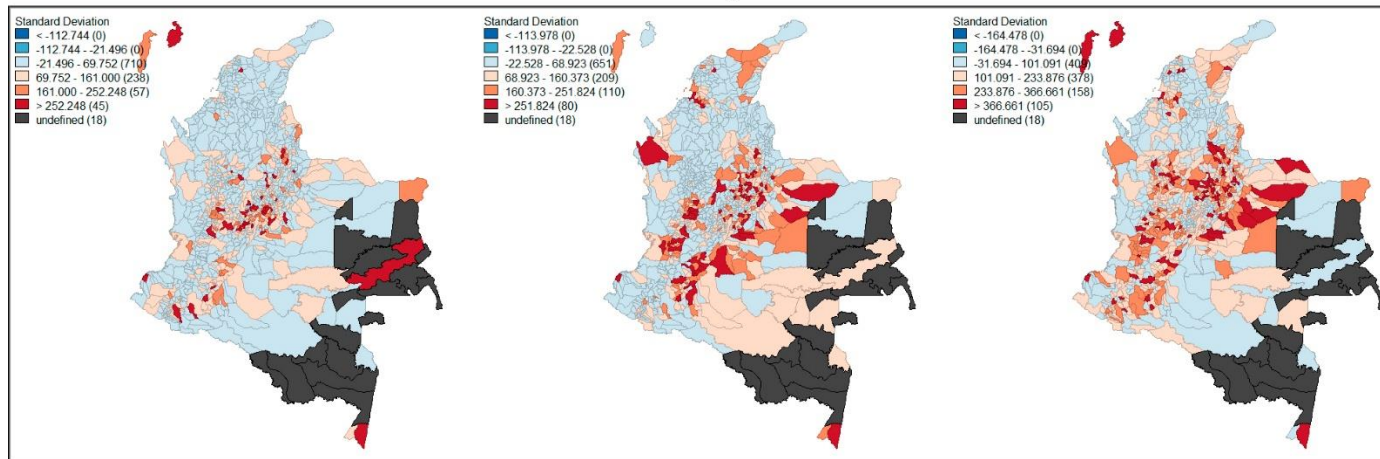 Standard Deviation
< -112.744 (0)
-112.744 - -21.496 (0)
-21.496 - 69.752 (710)
69.752 - 161.000 (238)
161.000 - 252.248 (57)
> 252.248 (45)
undefined (18)
Standard Deviation
< -113.978 (0)
-113.978 - -22.528 (0)
-22.528 - 68.923 (651)
68.923 - 160.373 (209)
160.373 - 251.824 (110)
> 251.824 (80)
undefined (18)
Standard Deviation
< -164.478 (0)
-164.478 - -31.694 (0)
-31.694 - 101.091 (409)
101.091 - 233.876 (378)
233.876 - 366.661 (158)
> 366.661 (105)
undefined (18)